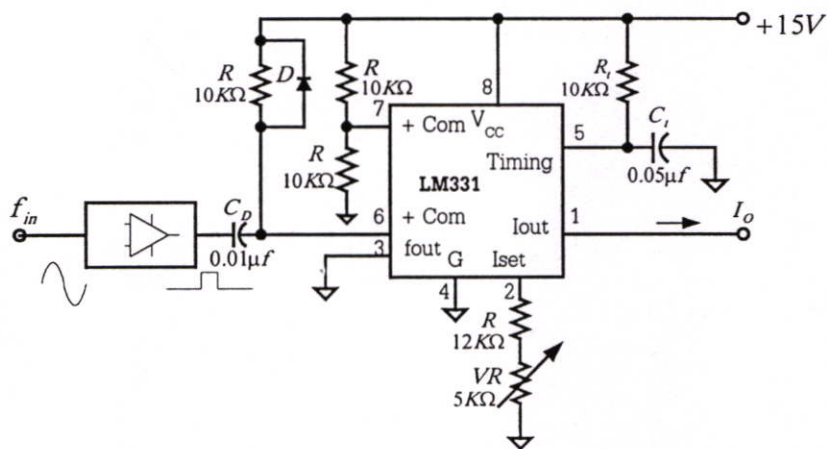 +15V
R
10KΩ
D
R
10KΩ
8
R_t
10KΩ
7
+ Com
V_CC
5
C_t
Timing
0.05μf
R
10KΩ
LM331
f_in
C_D
0.01μf
6
+ Com
1
I_o
Iout
3
fout
G
Iset
4
2
R
12KΩ
VR
5KΩ